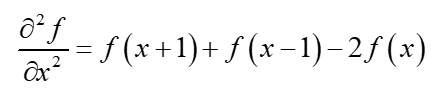 ∂²f/∂x² = f(x+1)+f(x−1)−2f(x)